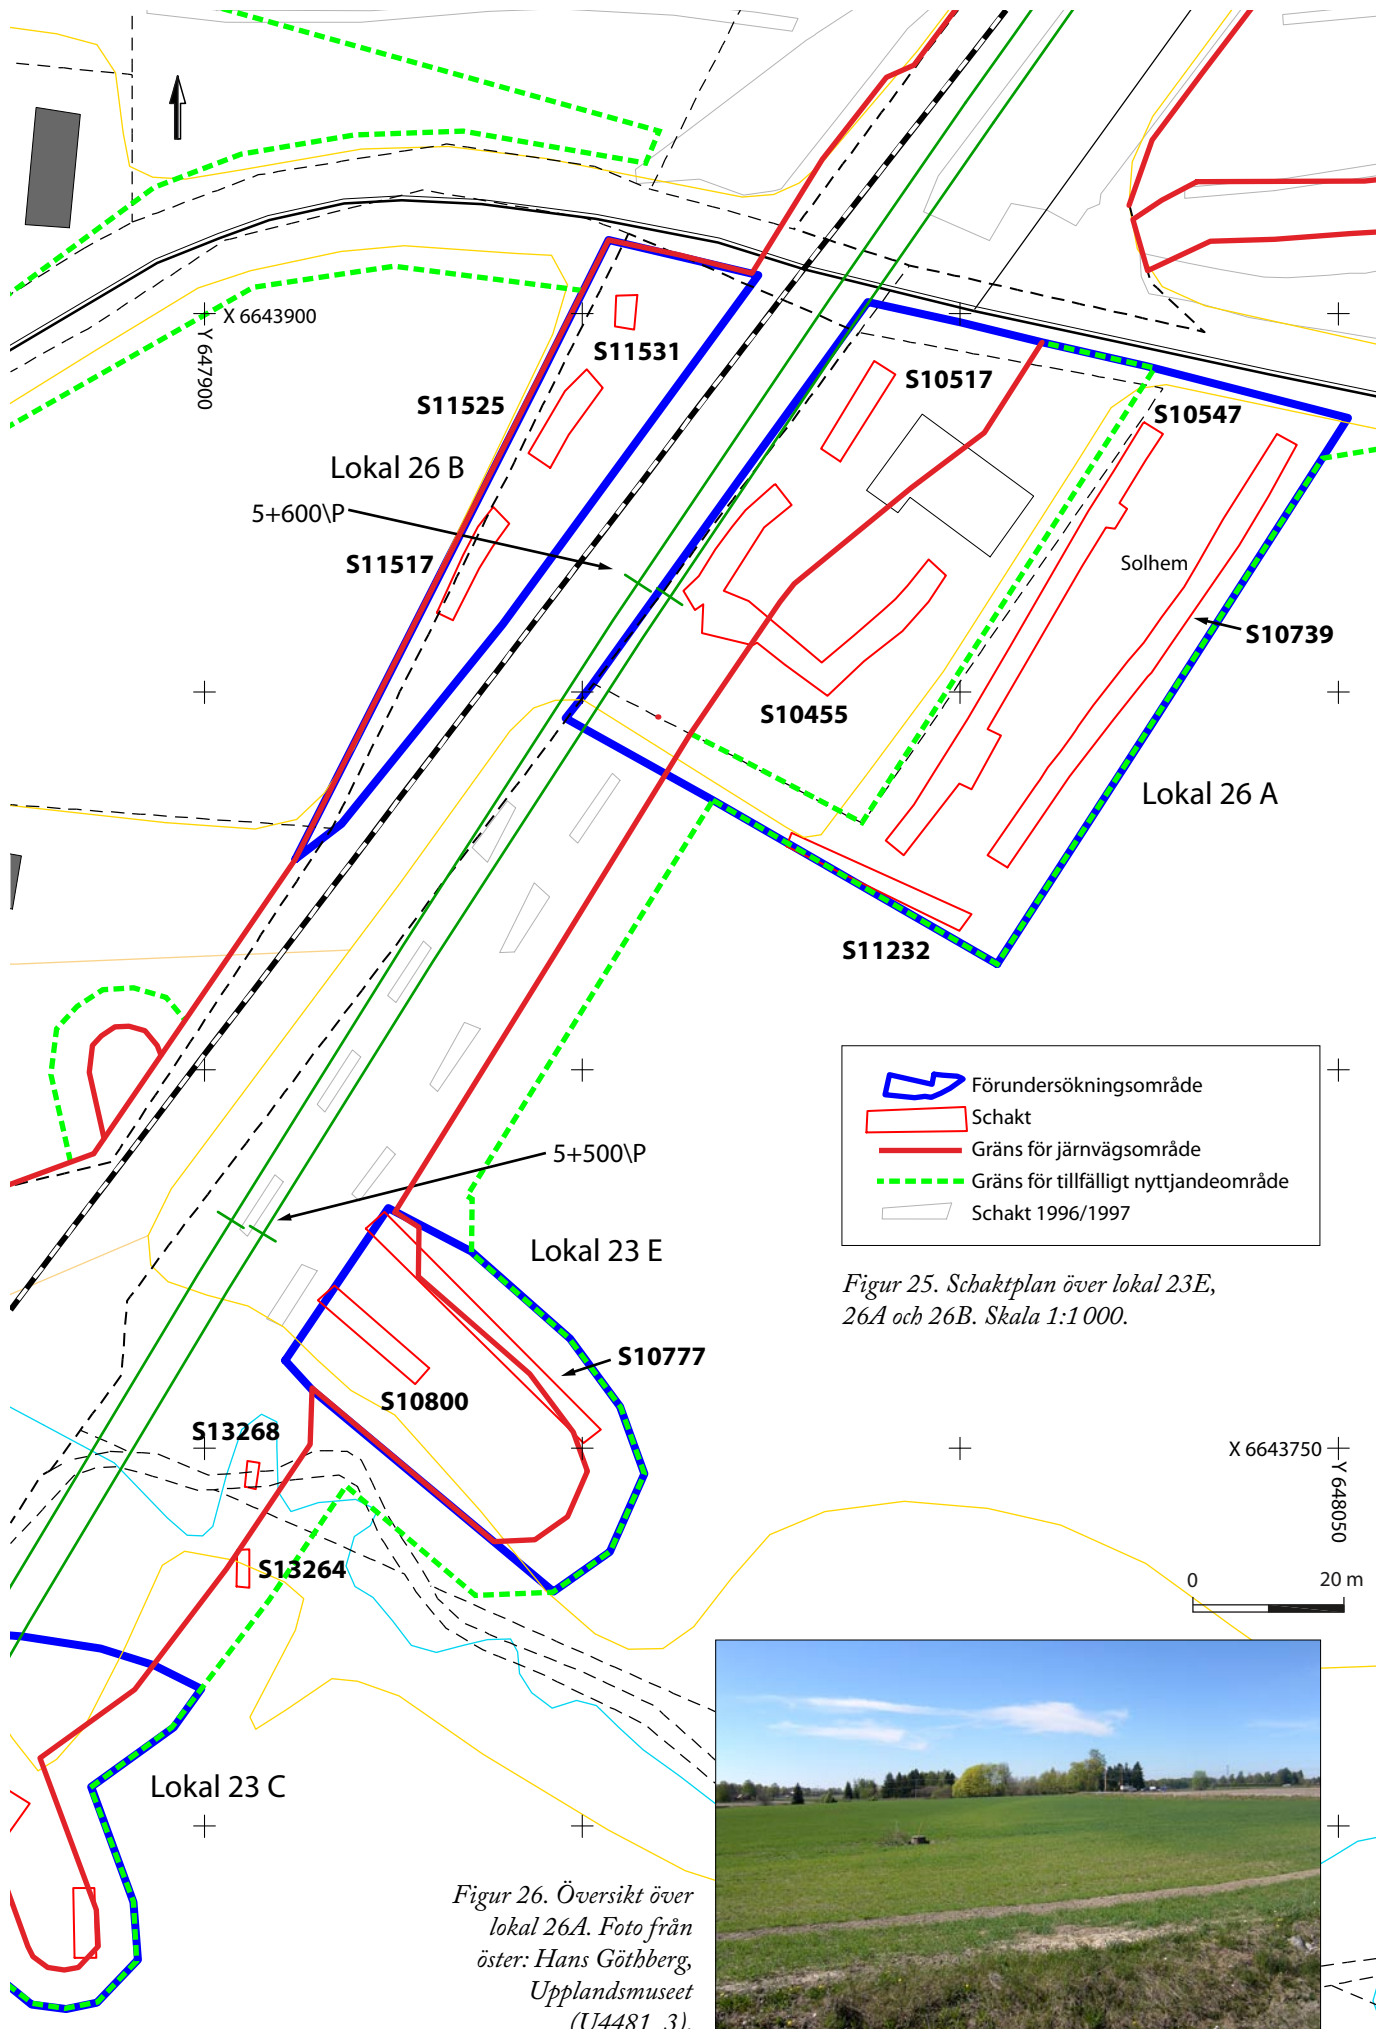 X 6643900
Y 647900
S11531
S11525
S10517
S10547
Lokal 26 B
5+600\P
S11517
Solhem
S10739
S10455
Lokal 26 A
S11232
Förundersökningsområde
Schakt
Gräns för järnvägsområde
Gräns för tillfälligt nyttjandeområde
Schakt 1996/1997
5+500\P
Lokal 23 E
Figur 25. Schaktplan över lokal 23E,
26A och 26B. Skala 1:1 000.
S10777
S10800
S13268
X 6643750
Y 648050
S13264
0 20 m
Lokal 23 C
Figur 26. Översikt över
lokal 26A. Foto från
öster: Hans Göthberg,
Upplandsmuseet
(U4481_3).